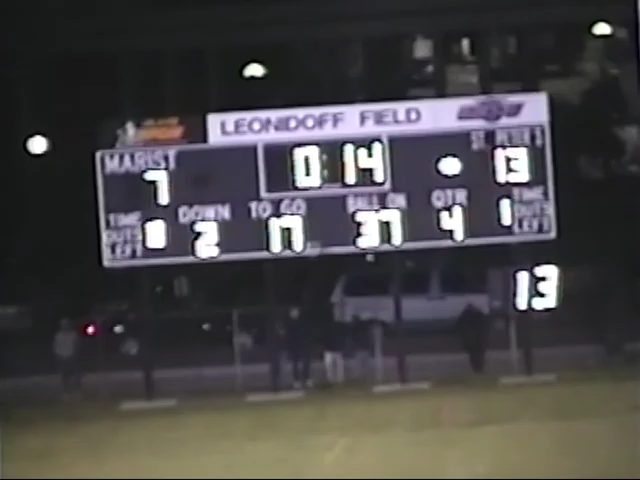 LEONIDOFF FIELD
MARIST 0:14 ST. PETER'S
7 13
TIME OUTS LEFT DOWN TO GO BALL ON QTR TIME OUTS LEFT
2 17 37 4 1
13